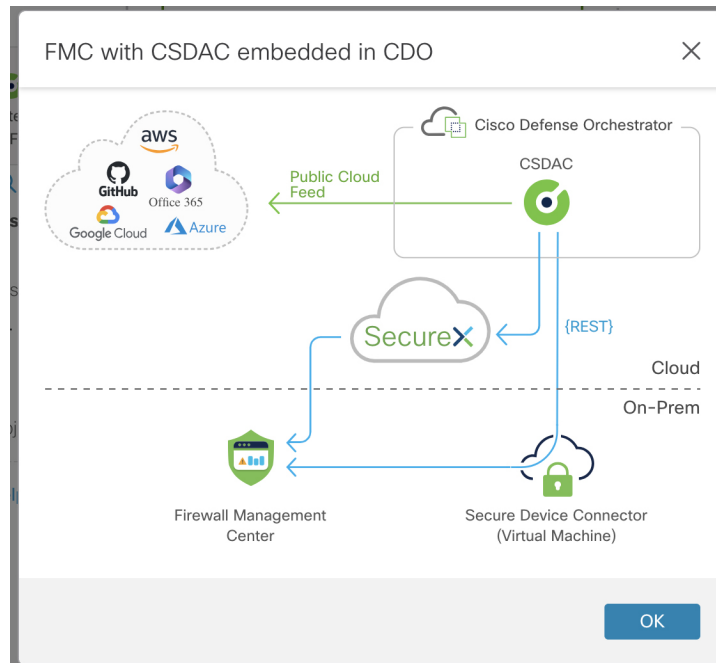 FMC with CSDAC embedded in CDO
aws
GitHub
Office 365
Google Cloud
Azure
Public Cloud
Feed
Cisco Defense Orchestrator
CSDAC
SecureX
{REST}
Cloud
On-Prem
Firewall Management
Center
Secure Device Connector
(Virtual Machine)
OK